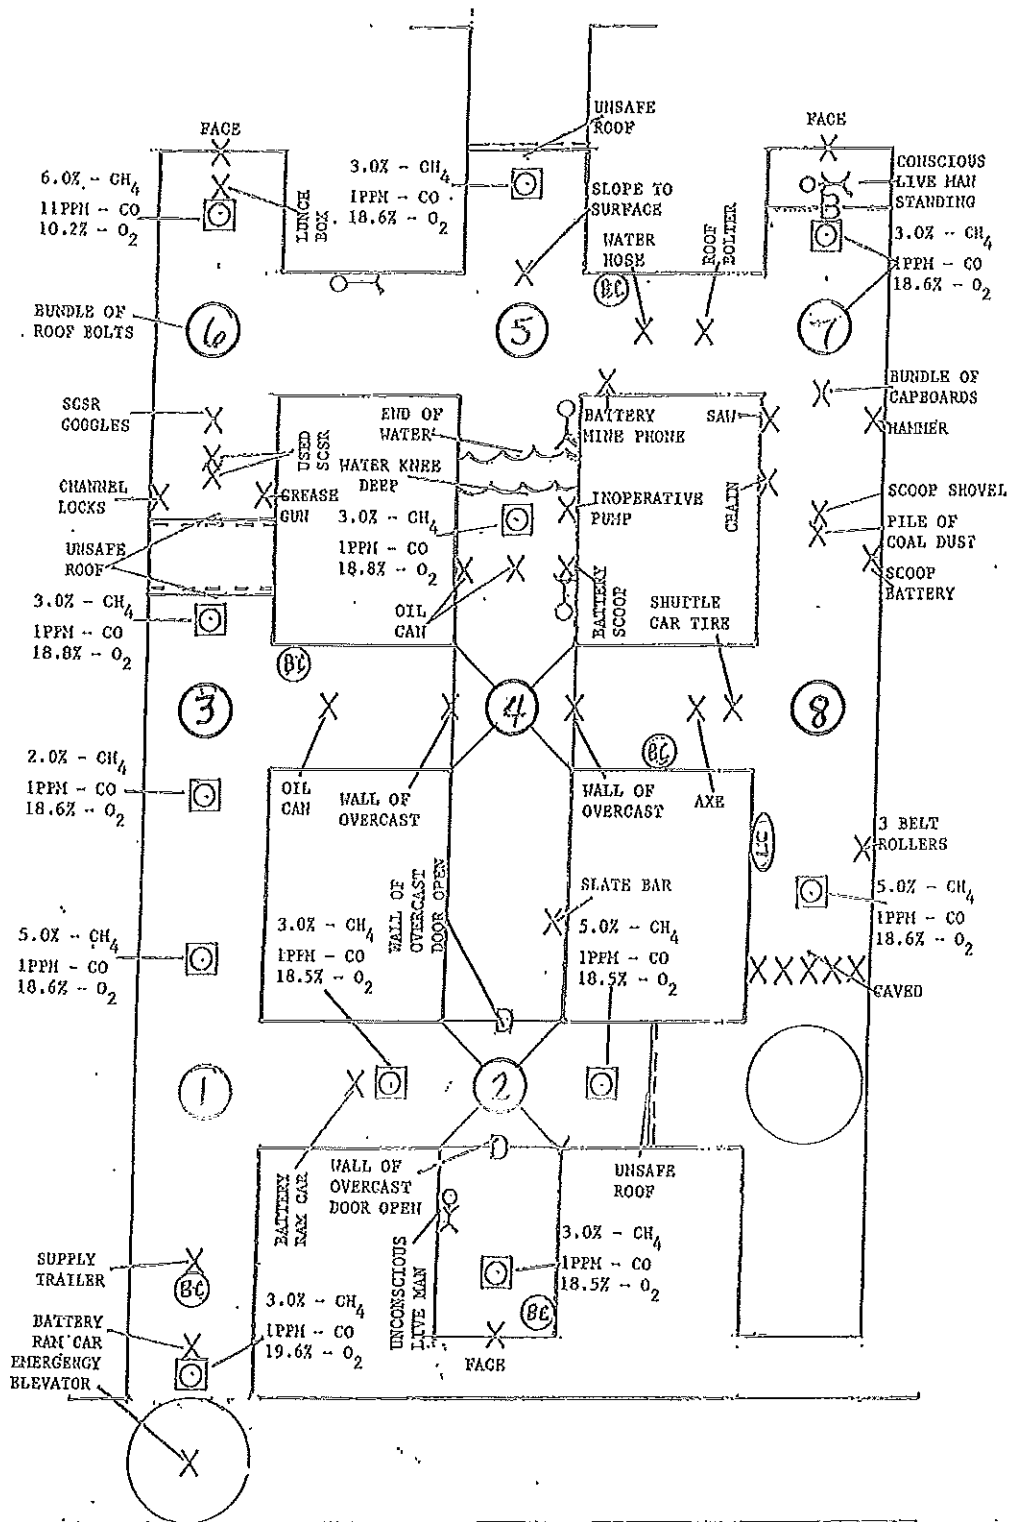 UNSAFE
ROOF
FACE
FACE
6.0% - CH4
11PPM - CO
10.2% - O2
LUNCH
BOX
3.0% - CH4
1PPM - CO
18.6% - O2
SLOPE TO
SURFACE
WATER
HOSE
ROOF
BOLTER
CONSCIOUS
LIVE MAN
STANDING
B
3.0% - CH4
1PPM - CO
18.6% - O2
BC
BUNDLE OF
ROOF BOLTS
6
5
7
SCSR
GOGGLES
USED
SCSR
END OF
WATER
BATTERY
MINE PHONE
SAW
BUNDLE OF
CAPBOARDS
HAMMER
CHANNEL
LOCKS
GREASE
GUN
WATER KNEE
DEEP
INOPERATIVE
PUMP
CHAIN
SCOOP SHOVEL
PILE OF
COAL DUST
UNSAFE
ROOF
3.0% - CH4
1PPM - CO
18.8% - O2
OIL
CAN
BATTERY
SCOOP
SHUTTLE
CAR TIRE
SCOOP
BATTERY
3.0% - CH4
1PPM - CO
18.8% - O2
BC
3
4
8
BC
2.0% - CH4
1PPM - CO
18.6% - O2
OIL
CAN
WALL OF
OVERCAST
WALL OF
OVERCAST
AXE
3 BELT
ROLLERS
WALL OF
OVERCAST
DOOR OPEN
SLATE BAR
5.0% - CH4
1PPM - CO
18.6% - O2
3.0% - CH4
1PPM - CO
18.5% - O2
5.0% - CH4
1PPM - CO
18.5% - O2
5.0% - CH4
1PPM - CO
18.6% - O2
CAVED
1
2
D
D
BATTERY
RAM CAR
WALL OF
OVERCAST
DOOR OPEN
UNSAFE
ROOF
UNCONSCIOUS
LIVE MAN
3.0% - CH4
1PPM - CO
18.5% - O2
SUPPLY
TRAILER
BC
BC
FACE
BATTERY
RAM CAR
3.0% - CH4
1PPM - CO
19.6% - O2
EMERGENCY
ELEVATOR